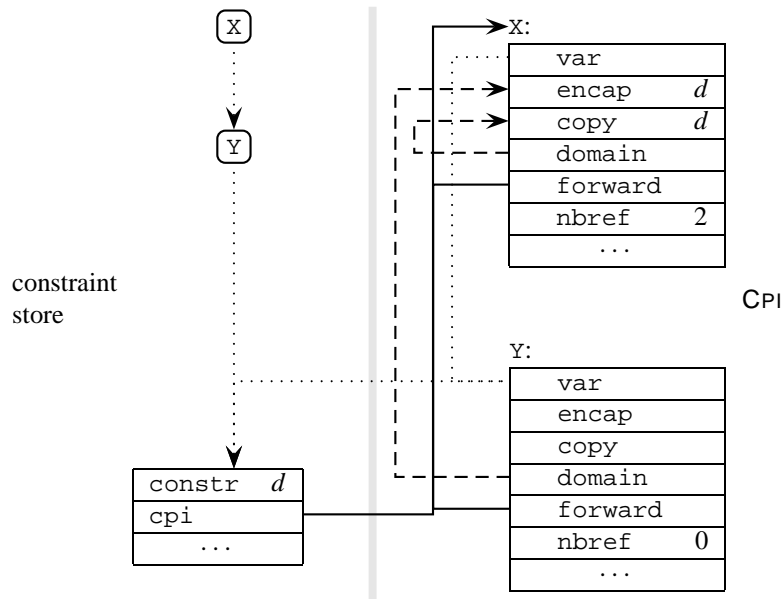 X
Y
constraint
store
constr d
cpi
...
X:
var
encap d
copy d
domain
forward
nbref 2
...
CPI
Y:
var
encap
copy
domain
forward
nbref 0
...